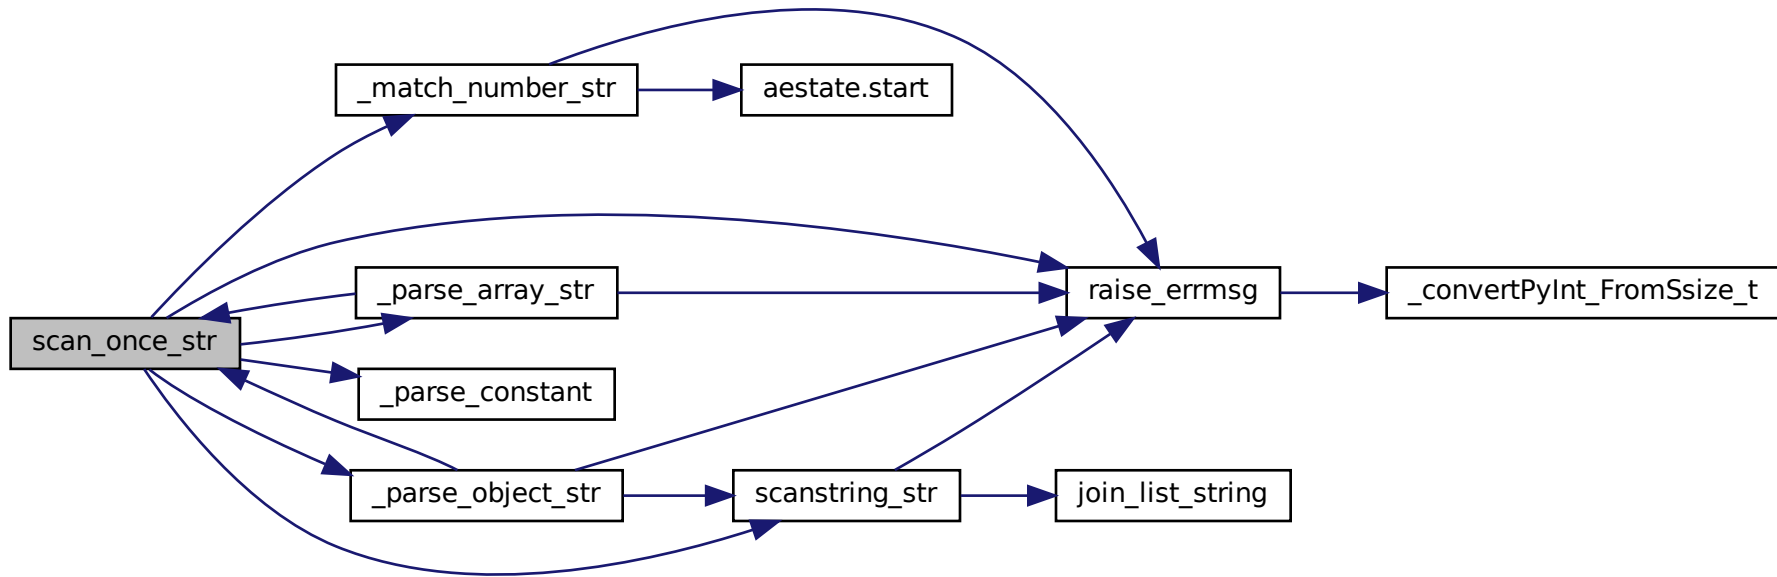 _match_number_str
aestate.start
_parse_array_str
raise_errmsg
_convertPyInt_FromSsize_t
scan_once_str
_parse_constant
_parse_object_str
scanstring_str
join_list_string